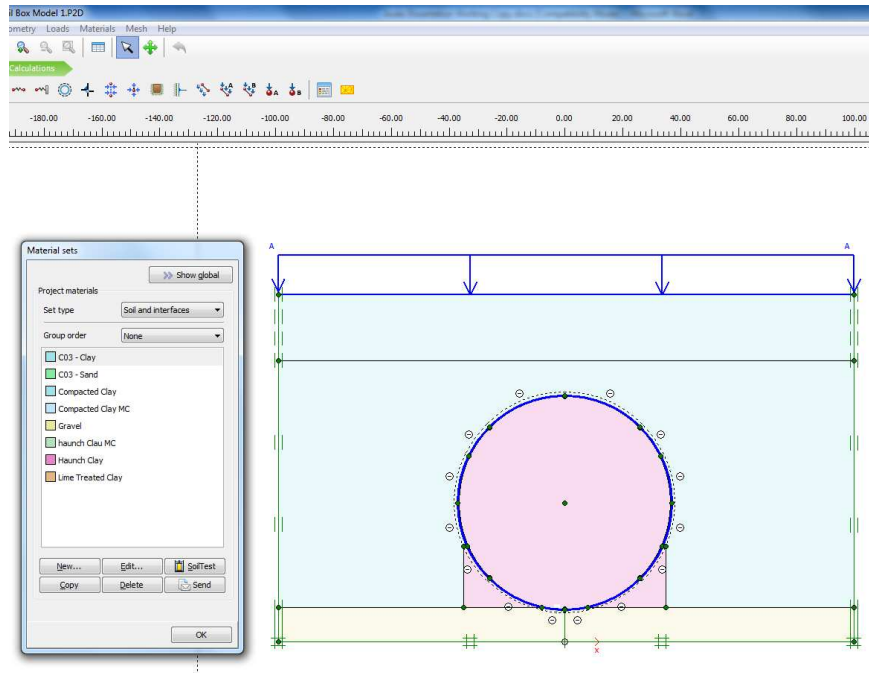 il Box Model 1.P2D
ometry Loads Materials Mesh Help
Calculations
A B A B
-180.00 -160.00 -140.00 -120.00 -100.00 -80.00 -60.00 -40.00 -20.00 0.00 20.00 40.00 60.00 80.00 100.00
A A
Material sets
Show global
Project materials
Set type Soil and interfaces
Group order None
C03 - Clay
C03 - Sand
Compacted Clay
Compacted Clay MC
Gravel
haunch Clau MC
Haunch Clay
Lime Treated Clay
New... Edit... SoilTest
Copy Delete Send
OK
x